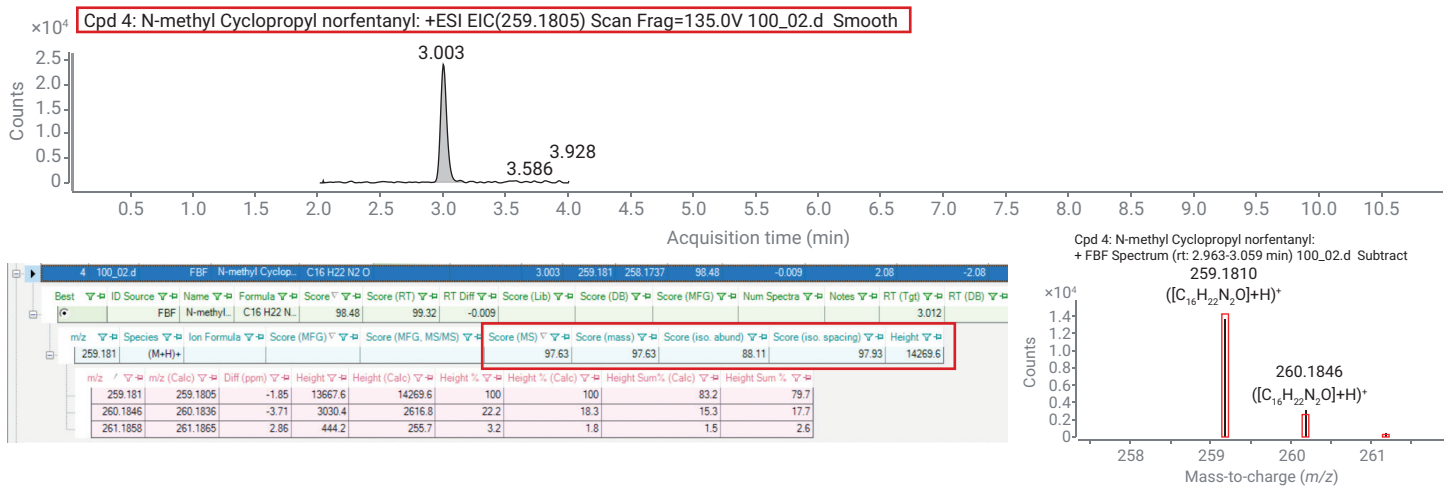 Cpd 4: N-methyl Cyclopropyl norfentanyl: +ESI EIC(259.1805) Scan Frag=135.0V 100_02.d Smooth
×10⁴
3.003
2.5
2.0
1.5
1.0
0.5
0
Counts
3.586
3.928
0.5 1.0 1.5 2.0 2.5 3.0 3.5 4.0 4.5 5.0 5.5 6.0 6.5 7.0 7.5 8.0 8.5 9.0 9.5 10.0 10.5
Acquisition time (min)
4 100_02.d FBF N-methyl Cyclop.. C16 H22 N2 O 3.003 259.181 258.1737 98.48 -0.009 2.08 -2.08
Best ID Source Name Formula Score Score (RT) RT Diff Score (Lib) Score (DB) Score (MFG) Num Spectra Notes RT (Tgt) RT (DB)
FBF N-methyl.. C16 H22 N.. 98.48 99.32 -0.009 3.012
m/z Species Ion Formula Score (MFG) Score (MFG, MS/MS) Score (MS) Score (mass) Score (iso. abund) Score (iso. spacing) Height
259.181 (M+H)+ 97.63 97.63 88.11 97.93 14269.6
m/z m/z (Calc) Diff (ppm) Height Height (Calc) Height % Height % (Calc) Height Sum% (Calc) Height Sum %
259.181 259.1805 -1.85 13667.6 14269.6 100 100 83.2 79.7
260.1846 260.1836 -3.71 3030.4 2616.8 22.2 18.3 15.3 17.7
261.1858 261.1865 2.86 444.2 255.7 3.2 1.8 1.5 2.6
Cpd 4: N-methyl Cyclopropyl norfentanyl:
+ FBF Spectrum (rt: 2.963-3.059 min) 100_02.d Subtract
259.1810
([C₁₆H₂₂N₂O]+H)⁺
×10⁴
1.4
1.2
1.0
0.8
0.6
0.4
0.2
0
Counts
260.1846
([C₁₆H₂₂N₂O]+H)⁺
258 259 260 261
Mass-to-charge (m/z)